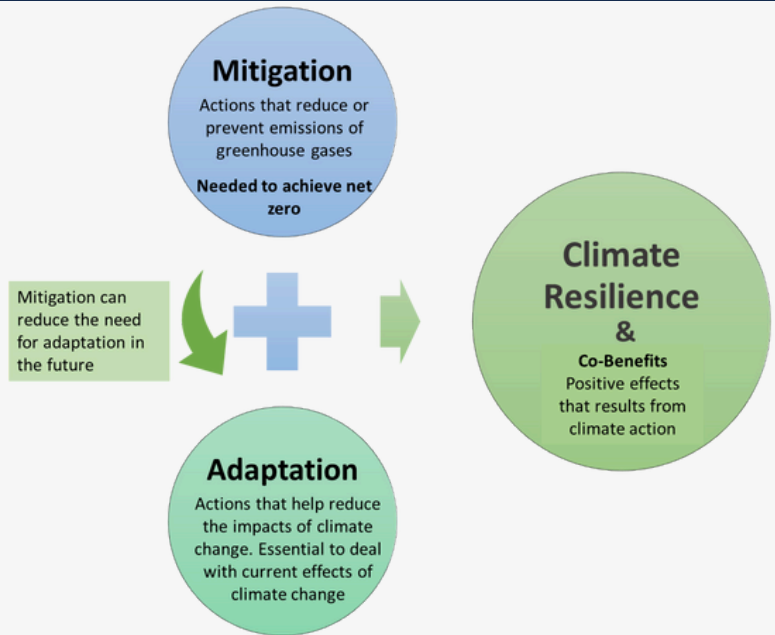 Mitigation
Actions that reduce or
prevent emissions of
greenhouse gases
Needed to achieve net
zero
Mitigation can
reduce the need
for adaptation in
the future
Adaptation
Actions that help reduce
the impacts of climate
change. Essential to deal
with current effects of
climate change
Climate
Resilience
&
Co-Benefits
Positive effects
that results from
climate action